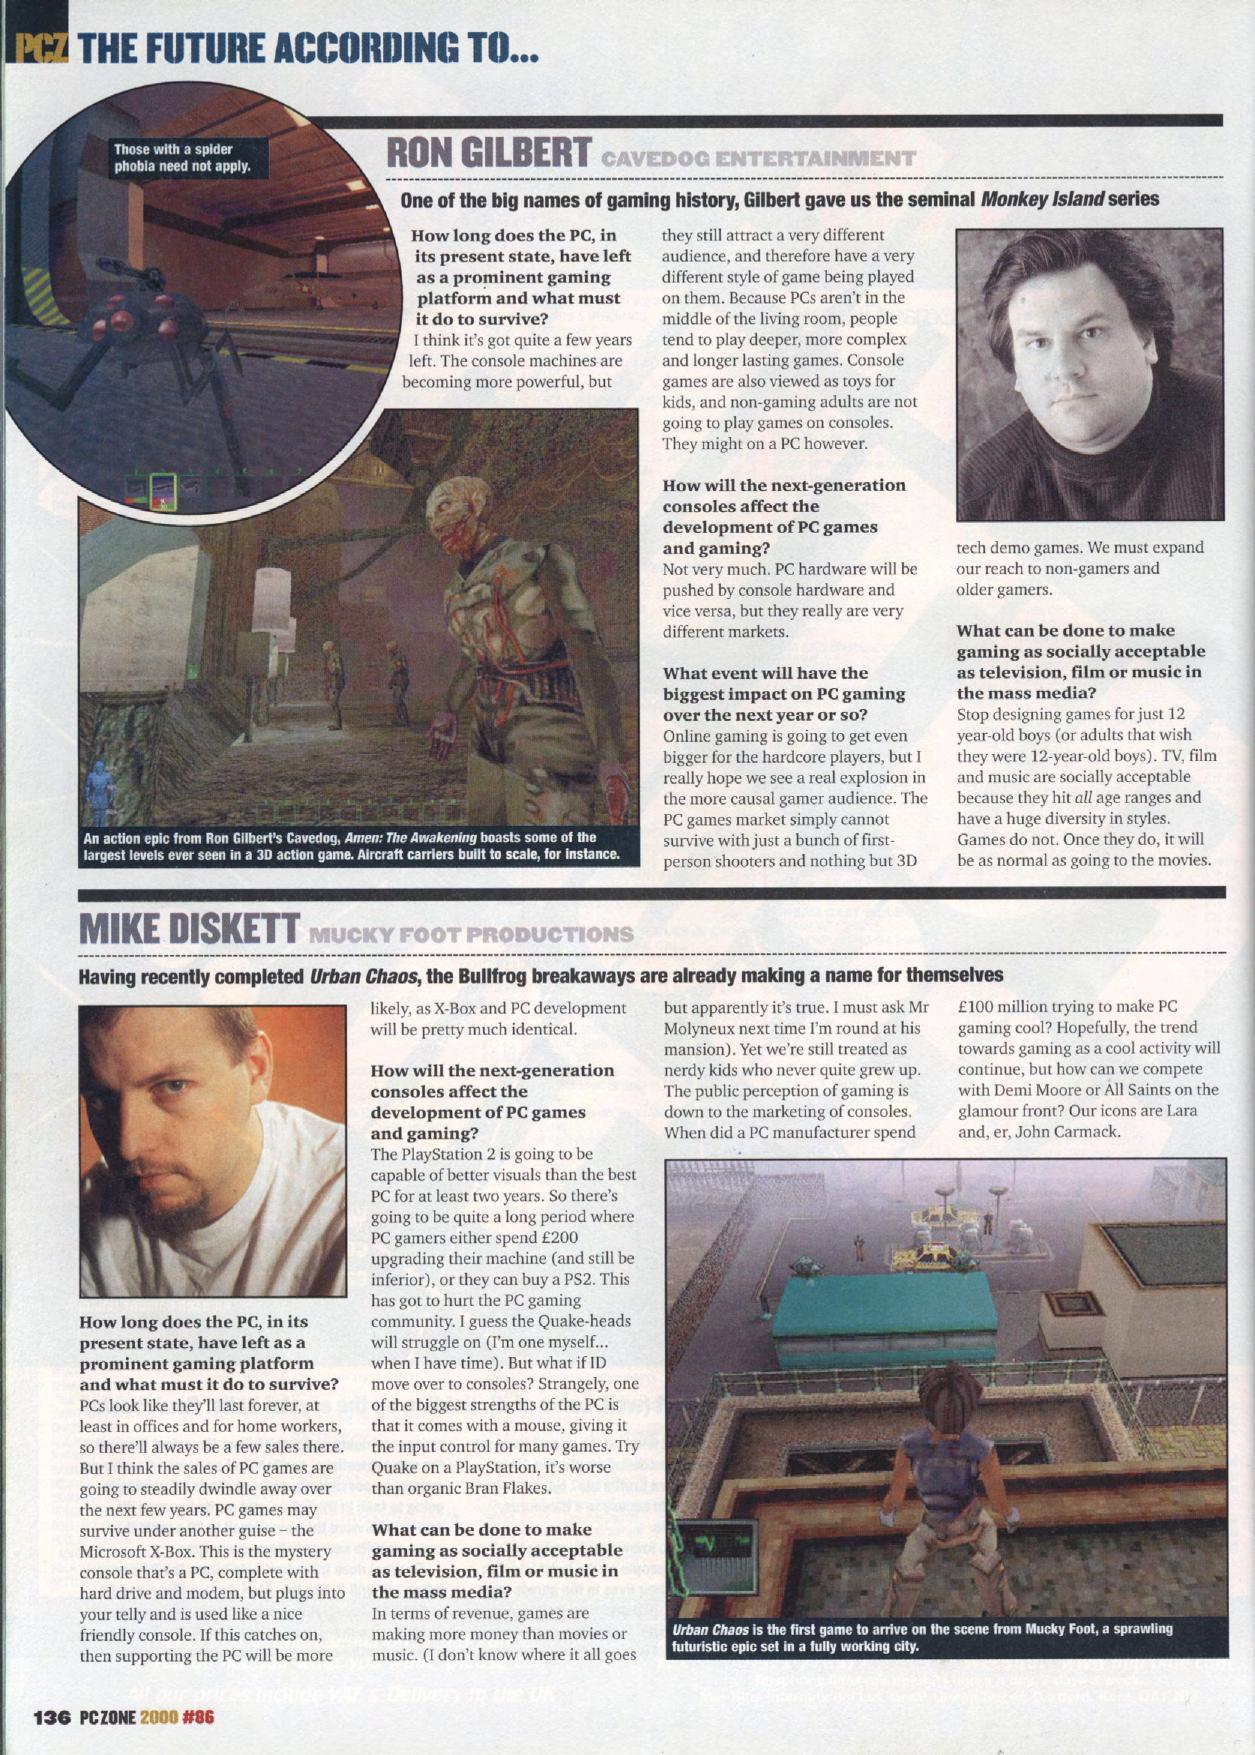 PCZ THE FUTURE ACCORDING TO...
Those with a spider
phobia need not apply.
RON GILBERT CAVEDOG ENTERTAINMENT
One of the big names of gaming history, Gilbert gave us the seminal Monkey Island series
How long does the PC, in
its present state, have left
as a prominent gaming
platform and what must
it do to survive?
I think it's got quite a few years
left. The console machines are
becoming more powerful, but
An action epic from Ron Gilbert's Cavedog, Amen: The Awakening boasts some of the
largest levels ever seen in a 3D action game. Aircraft carriers built to scale, for instance.
they still attract a very different
audience, and therefore have a very
different style of game being played
on them. Because PCs aren't in the
middle of the living room, people
tend to play deeper, more complex
and longer lasting games. Console
games are also viewed as toys for
kids, and non-gaming adults are not
going to play games on consoles.
They might on a PC however.
How will the next-generation
consoles affect the
development of PC games
and gaming?
Not very much. PC hardware will be
pushed by console hardware and
vice versa, but they really are very
different markets.
What event will have the
biggest impact on PC gaming
over the next year or so?
Online gaming is going to get even
bigger for the hardcore players, but I
really hope we see a real explosion in
the more causal gamer audience. The
PC games market simply cannot
survive with just a bunch of first-
person shooters and nothing but 3D
tech demo games. We must expand
our reach to non-gamers and
older gamers.
What can be done to make
gaming as socially acceptable
as television, film or music in
the mass media?
Stop designing games for just 12
year-old boys (or adults that wish
they were 12-year-old boys). TV, film
and music are socially acceptable
because they hit all age ranges and
have a huge diversity in styles.
Games do not. Once they do, it will
be as normal as going to the movies.
MIKE DISKETT MUCKY FOOT PRODUCTIONS
Having recently completed Urban Chaos, the Bullfrog breakaways are already making a name for themselves
How long does the PC, in its
present state, have left as a
prominent gaming platform
and what must it do to survive?
PCs look like they'll last forever, at
least in offices and for home workers,
so there'll always be a few sales there.
But I think the sales of PC games are
going to steadily dwindle away over
the next few years. PC games may
survive under another guise – the
Microsoft X-Box. This is the mystery
console that's a PC, complete with
hard drive and modem, but plugs into
your telly and is used like a nice
friendly console. If this catches on,
then supporting the PC will be more
likely, as X-Box and PC development
will be pretty much identical.
How will the next-generation
consoles affect the
development of PC games
and gaming?
The PlayStation 2 is going to be
capable of better visuals than the best
PC for at least two years. So there's
going to be quite a long period where
PC gamers either spend £200
upgrading their machine (and still be
inferior), or they can buy a PS2. This
has got to hurt the PC gaming
community. I guess the Quake-heads
will struggle on (I'm one myself...
when I have time). But what if ID
move over to consoles? Strangely, one
of the biggest strengths of the PC is
that it comes with a mouse, giving it
the input control for many games. Try
Quake on a PlayStation, it's worse
than organic Bran Flakes.
What can be done to make
gaming as socially acceptable
as television, film or music in
the mass media?
In terms of revenue, games are
making more money than movies or
music. (I don't know where it all goes
but apparently it's true. I must ask Mr
Molyneux next time I'm round at his
mansion). Yet we're still treated as
nerdy kids who never quite grew up.
The public perception of gaming is
down to the marketing of consoles.
When did a PC manufacturer spend
£100 million trying to make PC
gaming cool? Hopefully, the trend
towards gaming as a cool activity will
continue, but how can we compete
with Demi Moore or All Saints on the
glamour front? Our icons are Lara
and, er, John Carmack.
Urban Chaos is the first game to arrive on the scene from Mucky Foot, a sprawling
futuristic epic set in a fully working city.
136 PC ZONE 2000 #86